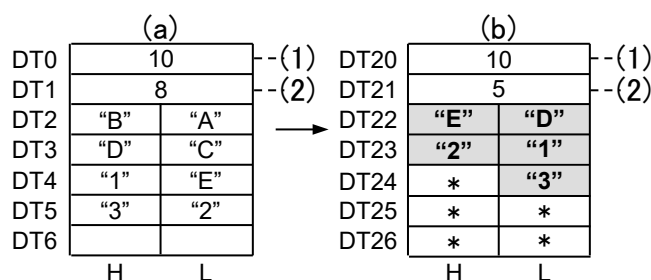 (a) (b)
DT0 10 --(1) DT20 10 --(1)
DT1 8 --(2) DT21 5 --(2)
DT2 “B” “A” DT22 “E” “D”
DT3 “D” “C” DT23 “2” “1”
DT4 “1” “E” DT24 * “3”
DT5 “3” “2” DT25 * *
DT6 DT26 * *
H L H L